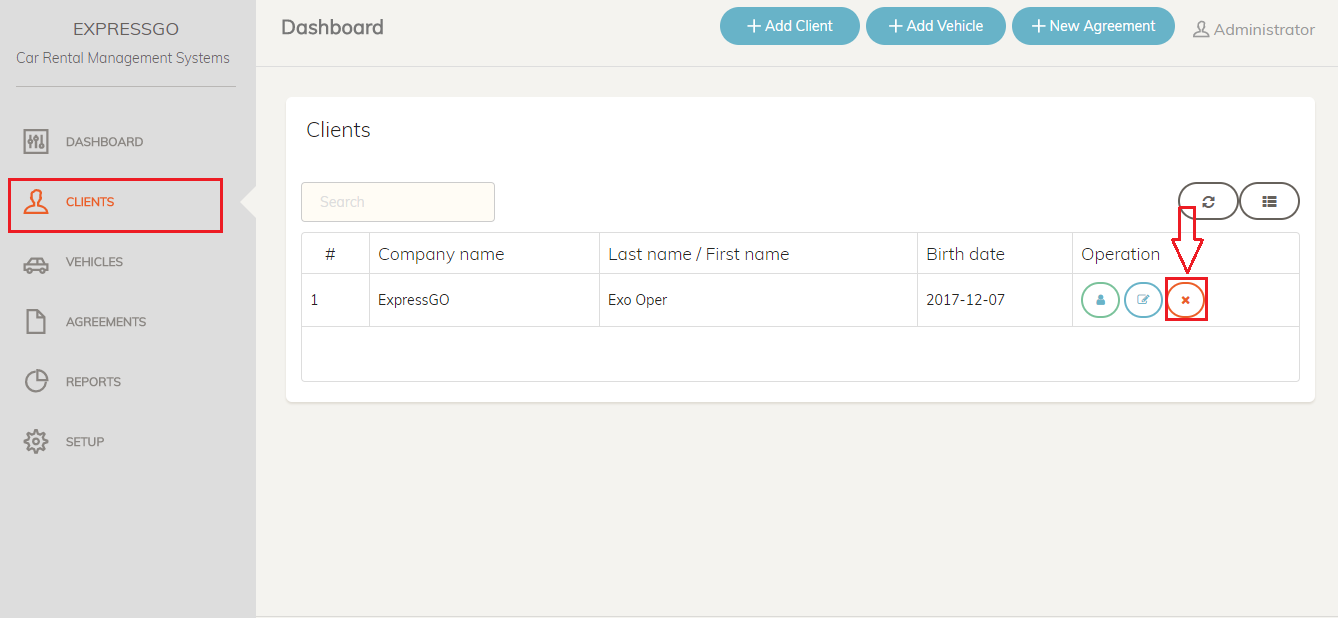 EXPRESSGO
Car Rental Management Systems
DASHBOARD
CLIENTS
VEHICLES
AGREEMENTS
REPORTS
SETUP
Dashboard
+ Add Client
+ Add Vehicle
+ New Agreement
Administrator
Clients
Search
# Company name Last name / First name Birth date Operation
1 ExpressGO Exo Oper 2017-12-07